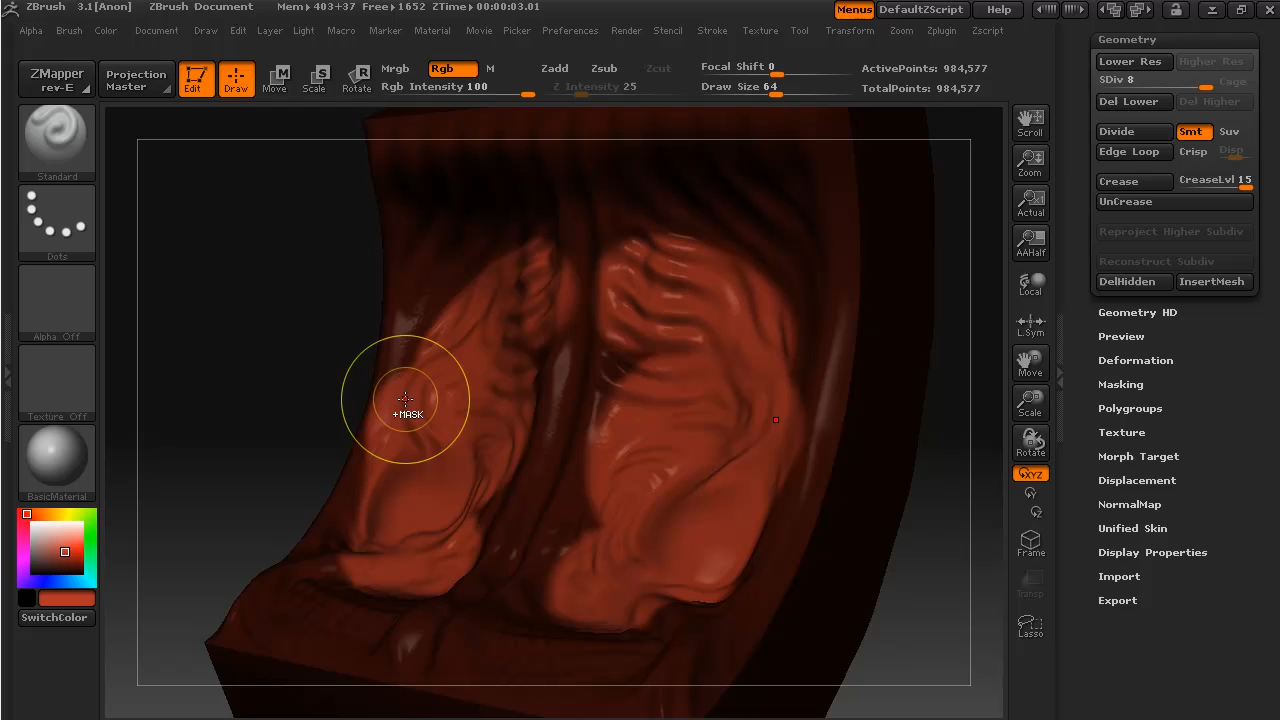 ZBrush 3.1[Anon] ZBrush Document Mem▶403+37 Free▶1652 ZTime▶00:00:03.01 Menus DefaultZScript Help
Alpha Brush Color Document Draw Edit Layer Light Macro Marker Material Movie Picker Preferences Render Stencil Stroke Texture Tool Transform Zoom Zplugin Zscript
ZMapper
rev-E
Projection
Master
Edit
Draw
Move
Scale
Rotate
Mrgb Rgb M
Rgb Intensity 100
Zadd Zsub Zcut
Z Intensity 25
Focal Shift 0
Draw Size 64
ActivePoints 984,577
TotalPoints: 984,577
Standard
Dots
Alpha Off
Texture Off
BasicMaterial
SwitchColor
+MASK
Scroll
Zoom
Actual
AAHalf
Local
L.Sym
Move
Scale
Rotate
XYZ
Y
Z
Frame
Transp
Lasso
Geometry
Lower Res Higher Res
SDiv 8 Cage
Del Lower Del Higher
Divide Smt Suv
Edge Loop Crisp Disp
Crease CreaseLvl 15
UnCrease
Reproject Higher Subdiv
Reconstruct Subdiv
DelHidden InsertMesh
Geometry HD
Preview
Deformation
Masking
Polygroups
Texture
Morph Target
Displacement
NormalMap
Unified Skin
Display Properties
Import
Export